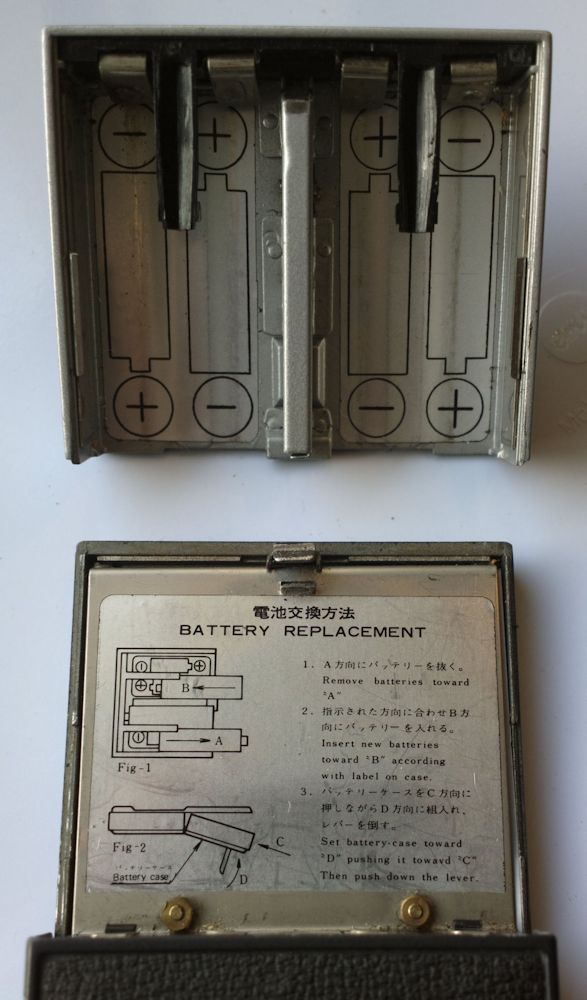 − + + −
+ − − +
電池交換方法
BATTERY REPLACEMENT
1. A方向にバッテリーを抜く。
Remove batteries toward
"A"
2. 指示された方向に合わせB方
向にバッテリーを入れる。
Insert new batteries
toward "B" according
with label on case.
3. バッテリーケースをC方向に
押しながらD方向に組入れ、
レバーを倒す。
Set battery-case toward
"D" pushing it towavd "C"
Then push down the lever.
B
A
Fig-1
Fig-2
C
D
バッテリーケース
Battery case